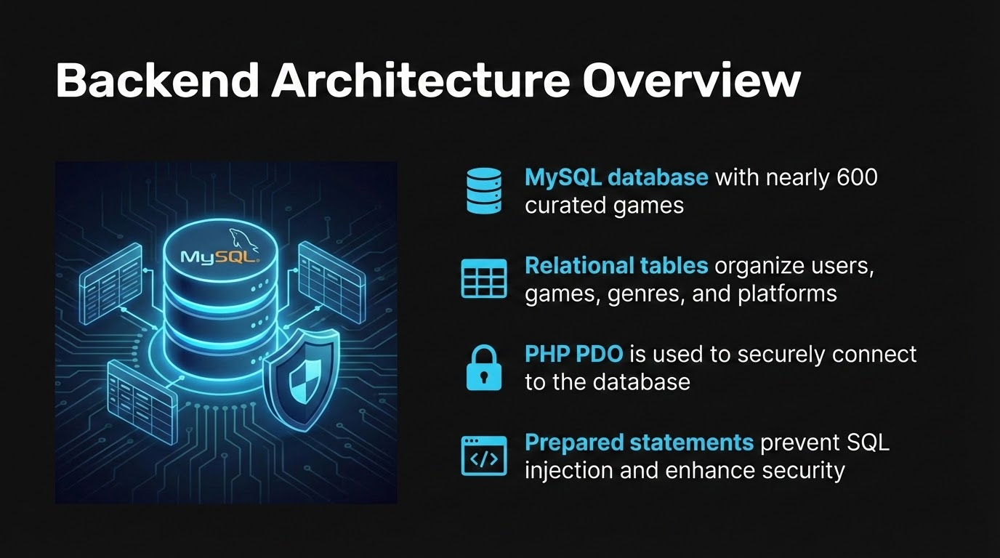 Backend Architecture Overview
MySQL
MySQL database with nearly 600
curated games
Relational tables organize users,
games, genres, and platforms
PHP PDO is used to securely connect
to the database
</>
Prepared statements prevent SQL
injection and enhance security